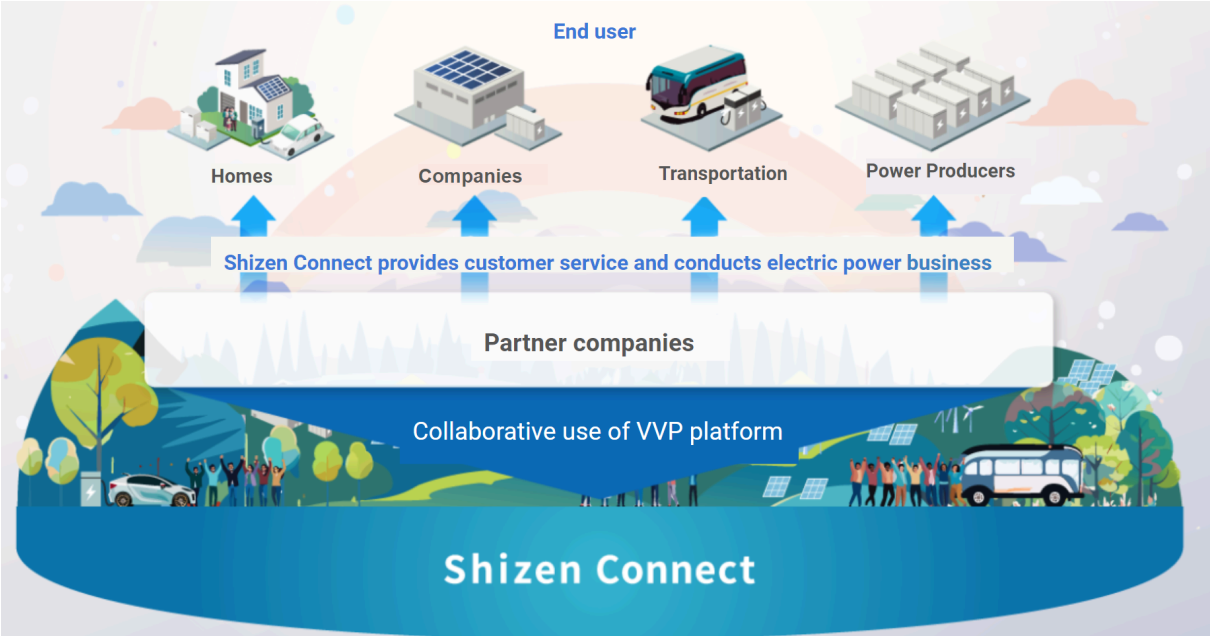 End user
Homes
Companies
Transportation
Power Producers
Shizen Connect provides customer service and conducts electric power business
Partner companies
Collaborative use of VVP platform
Shizen Connect